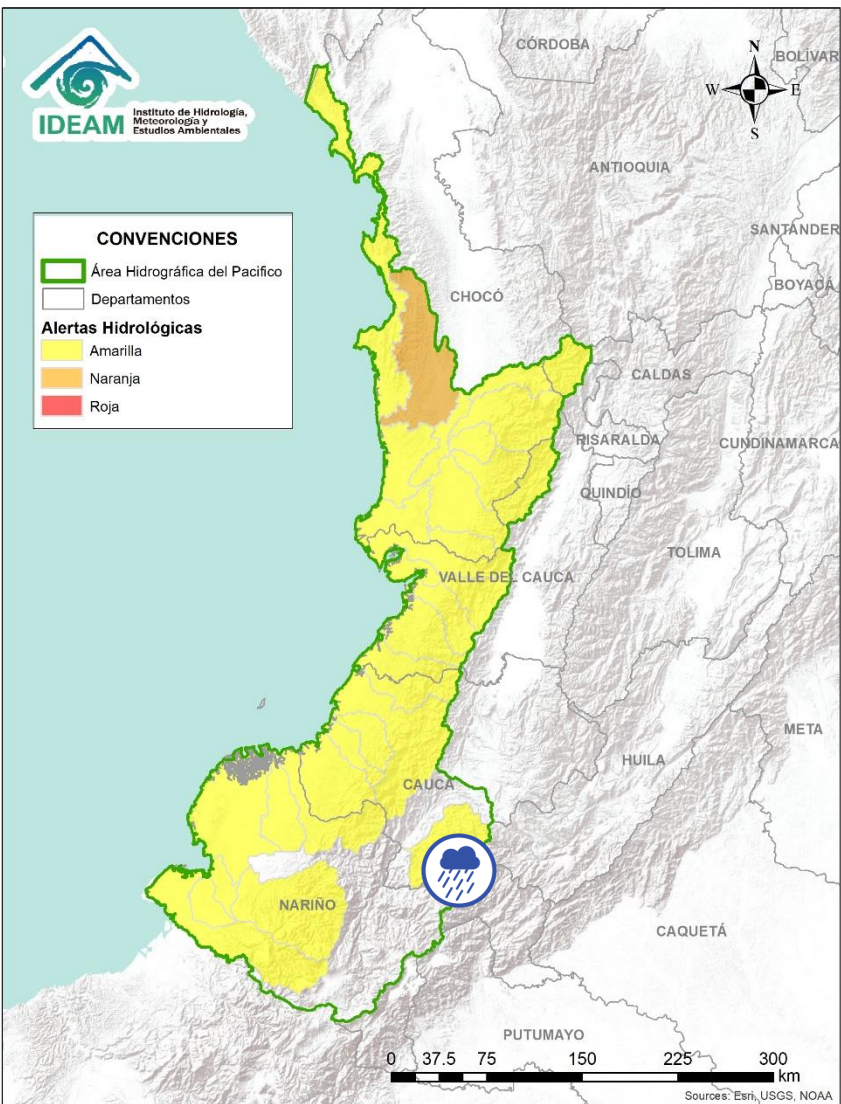 IDEAM
Instituto de Hidrología,
Meteorología y
Estudios Ambientales
CÓRDOBA
BOLÍVAR
N
W
E
S
ANTIOQUIA
SANTANDER
BOYACÁ
CONVENCIONES
Área Hidrográfica del Pacifico
Departamentos
Alertas Hidrológicas
Amarilla
Naranja
Roja
CHOCÓ
CALDAS
RISARALDA
CUNDINAMARCA
QUINDÍO
TOLIMA
VALLE DEL CAUCA
META
HUILA
CAUCA
NARIÑO
CAQUETÁ
PUTUMAYO
0 37.5 75 150 225 300
km
Sources: Esri, USGS, NOAA